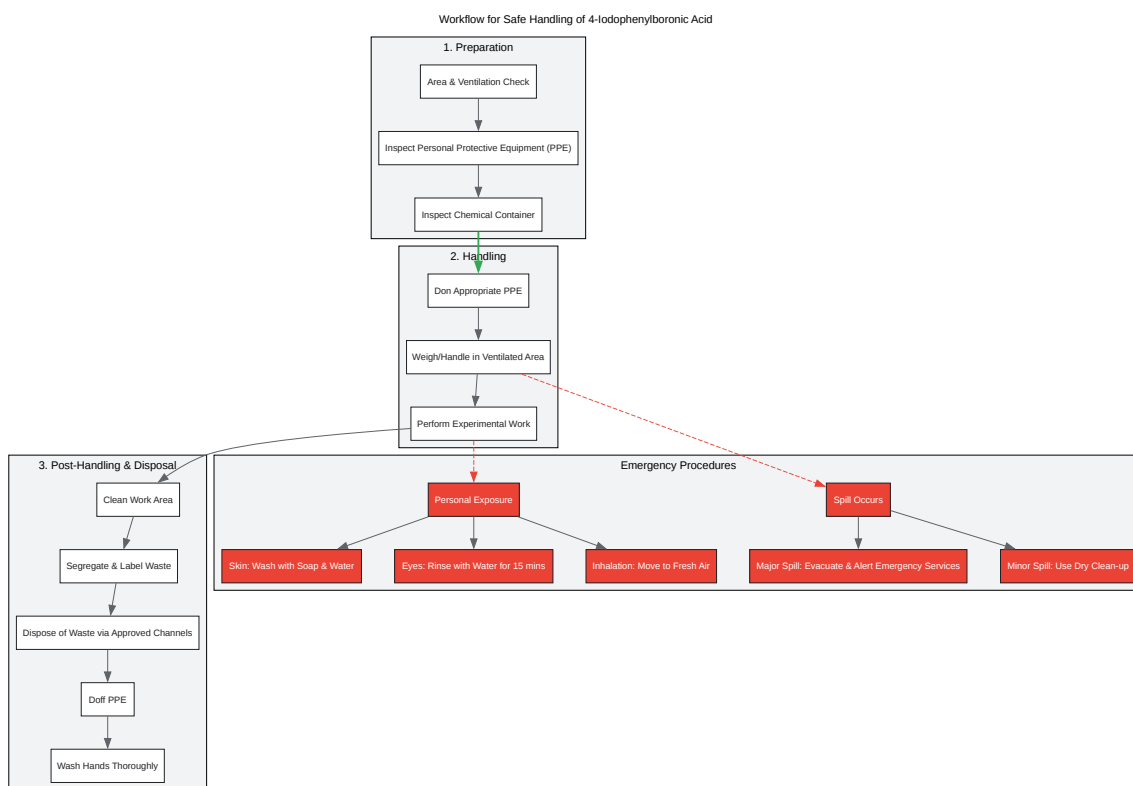 Workflow for Safe Handling of 4-Iodophenylboronic Acid
1. Preparation
Area & Ventilation Check
Inspect Personal Protective Equipment (PPE)
Inspect Chemical Container
2. Handling
Don Appropriate PPE
Weigh/Handle in Ventilated Area
Perform Experimental Work
3. Post-Handling & Disposal
Clean Work Area
Segregate & Label Waste
Dispose of Waste via Approved Channels
Doff PPE
Wash Hands Thoroughly
Emergency Procedures
Personal Exposure
Spill Occurs
Skin: Wash with Soap & Water
Eyes: Rinse with Water for 15 mins
Inhalation: Move to Fresh Air
Major Spill: Evacuate & Alert Emergency Services
Minor Spill: Use Dry Clean-up